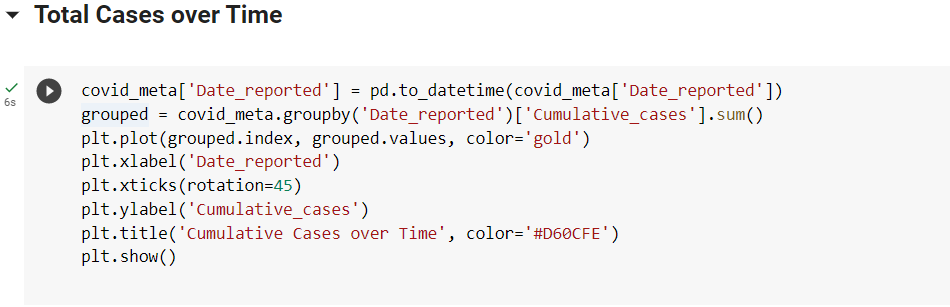 Total Cases over Time
6s
covid_meta['Date_reported'] = pd.to_datetime(covid_meta['Date_reported'])
grouped = covid_meta.groupby('Date_reported')['Cumulative_cases'].sum()
plt.plot(grouped.index, grouped.values, color='gold')
plt.xlabel('Date_reported')
plt.xticks(rotation=45)
plt.ylabel('Cumulative_cases')
plt.title('Cumulative Cases over Time', color='#D60CFE')
plt.show()